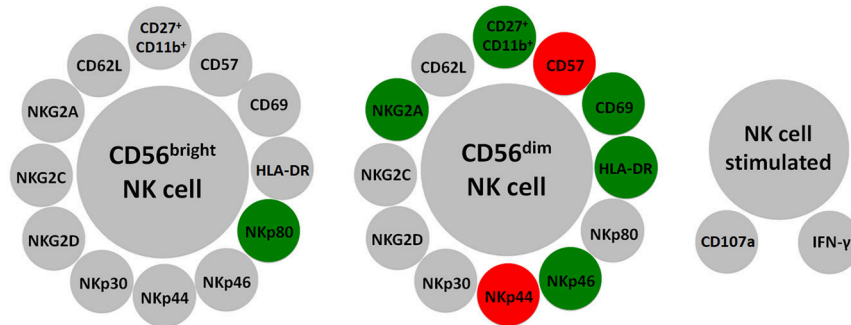 CD27⁺
CD11b⁺
CD62L
CD57
NKG2A
CD69
CD56ᵇʳⁱᵍʰᵗ
NK cell
NKG2C
HLA-DR
NKG2D
NKp80
NKp30
NKp46
NKp44
CD27⁺
CD11b⁺
CD62L
CD57
NKG2A
CD69
CD56ᵈⁱᵐ
NK cell
NKG2C
HLA-DR
NKG2D
NKp80
NKp30
NKp46
NKp44
NK cell
stimulated
CD107a
IFN-γ